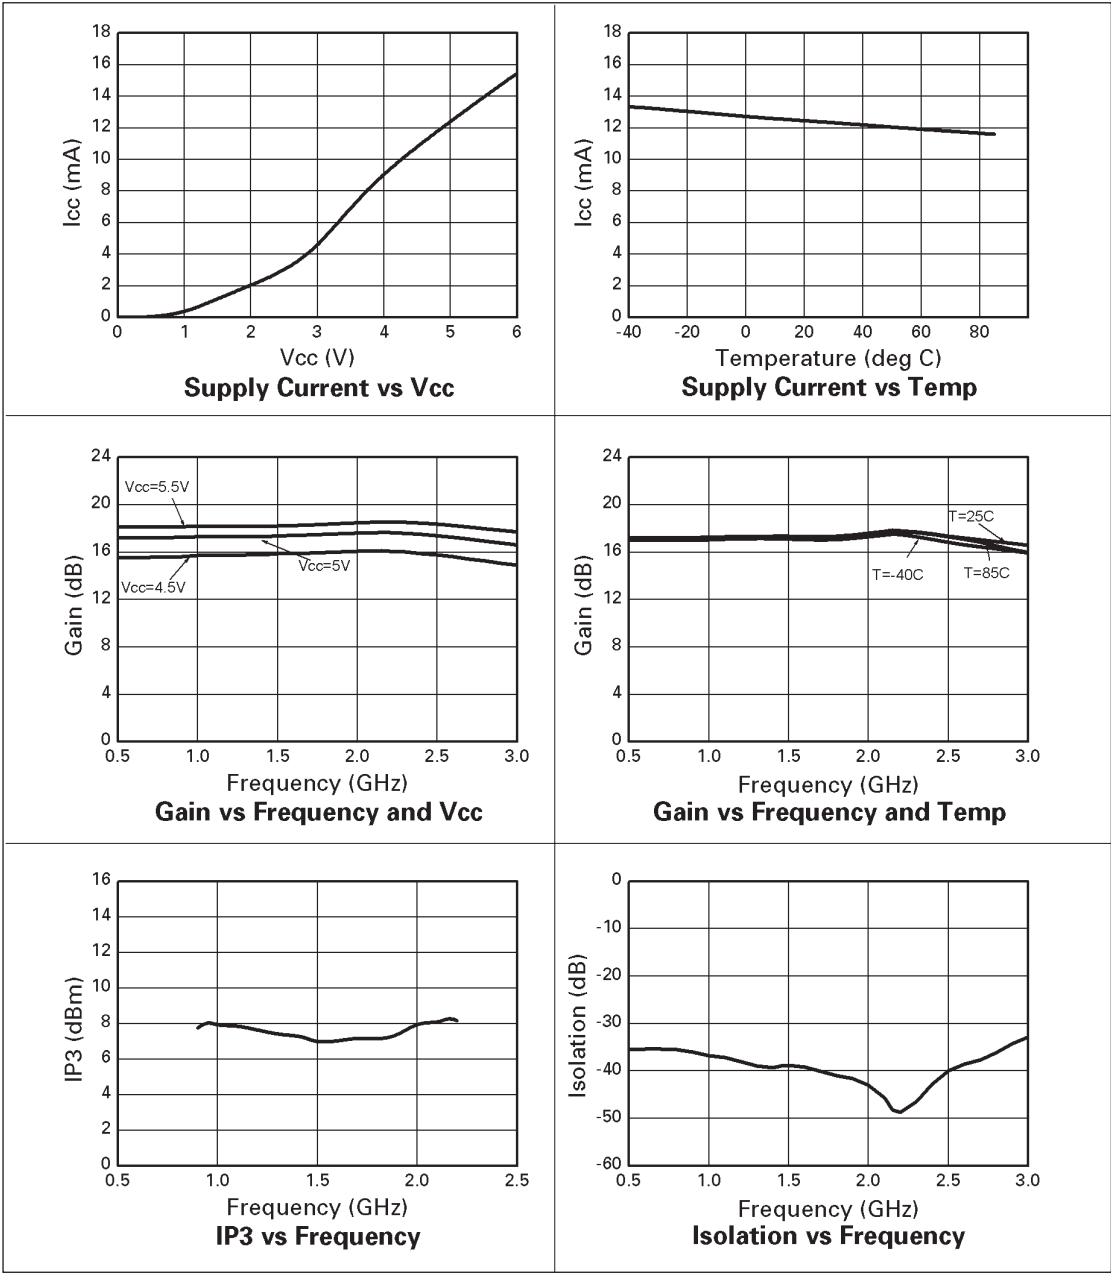 18
16
14
12
10
8
6
4
2
0
Icc (mA)
0 1 2 3 4 5 6
Vcc (V)
Supply Current vs Vcc
18
16
14
12
10
8
6
4
2
0
Icc (mA)
-40 -20 0 20 40 60 80
Temperature (deg C)
Supply Current vs Temp
24
20
16
12
8
4
0
Gain (dB)
Vcc=5.5V
Vcc=5V
Vcc=4.5V
0.5 1.0 1.5 2.0 2.5 3.0
Frequency (GHz)
Gain vs Frequency and Vcc
24
20
16
12
8
4
0
Gain (dB)
T=25C
T=-40C
T=85C
0.5 1.0 1.5 2.0 2.5 3.0
Frequency (GHz)
Gain vs Frequency and Temp
16
14
12
10
8
6
4
2
0
IP3 (dBm)
0.5 1.0 1.5 2.0 2.5
Frequency (GHz)
IP3 vs Frequency
0
-10
-20
-30
-40
-50
-60
Isolation (dB)
0.5 1.0 1.5 2.0 2.5 3.0
Frequency (GHz)
Isolation vs Frequency